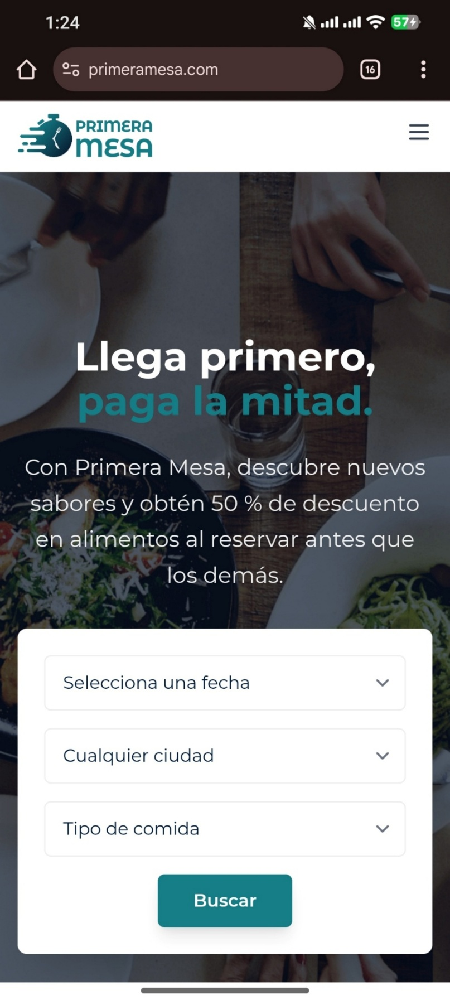 1:24
57
primeramesa.com
16
PRIMERA
MESA
Llega primero,
paga la mitad.
Con Primera Mesa, descubre nuevos
sabores y obtén 50 % de descuento
en alimentos al reservar antes que
los demás.
Selecciona una fecha
Cualquier ciudad
Tipo de comida
Buscar